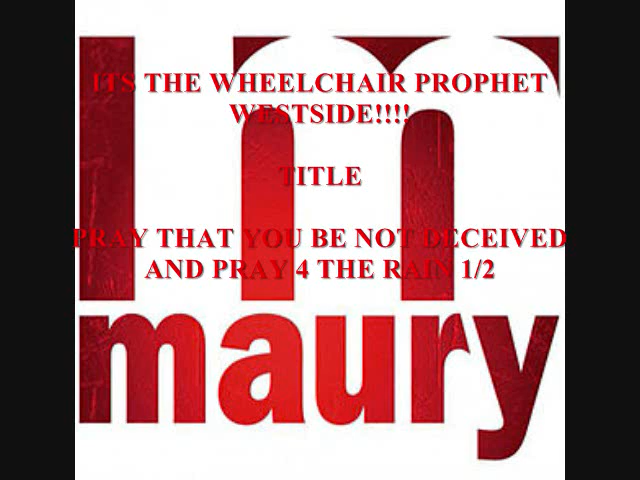 ITS THE WHEELCHAIR PROPHET
WESTSIDE!!!!
TITLE
PRAY THAT YOU BE NOT DECEIVED
AND PRAY 4 THE RAIN 1/2
m
maury